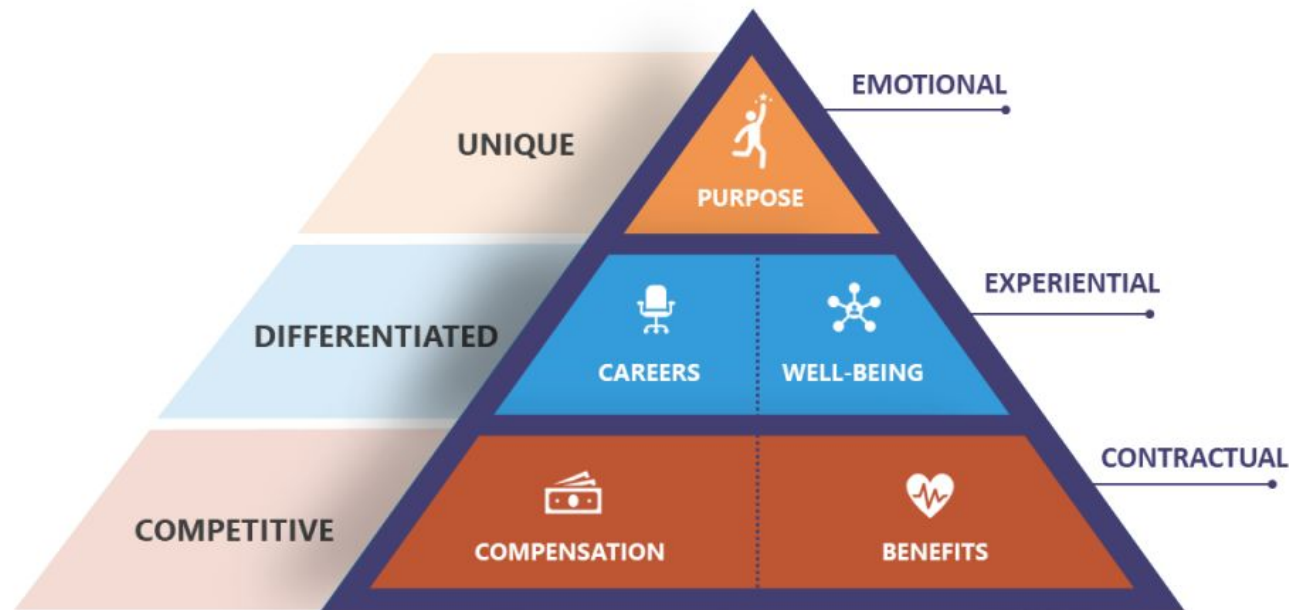 EMOTIONAL
UNIQUE
PURPOSE
EXPERIENTIAL
DIFFERENTIATED
CAREERS
WELL-BEING
CONTRACTUAL
COMPETITIVE
COMPENSATION
BENEFITS